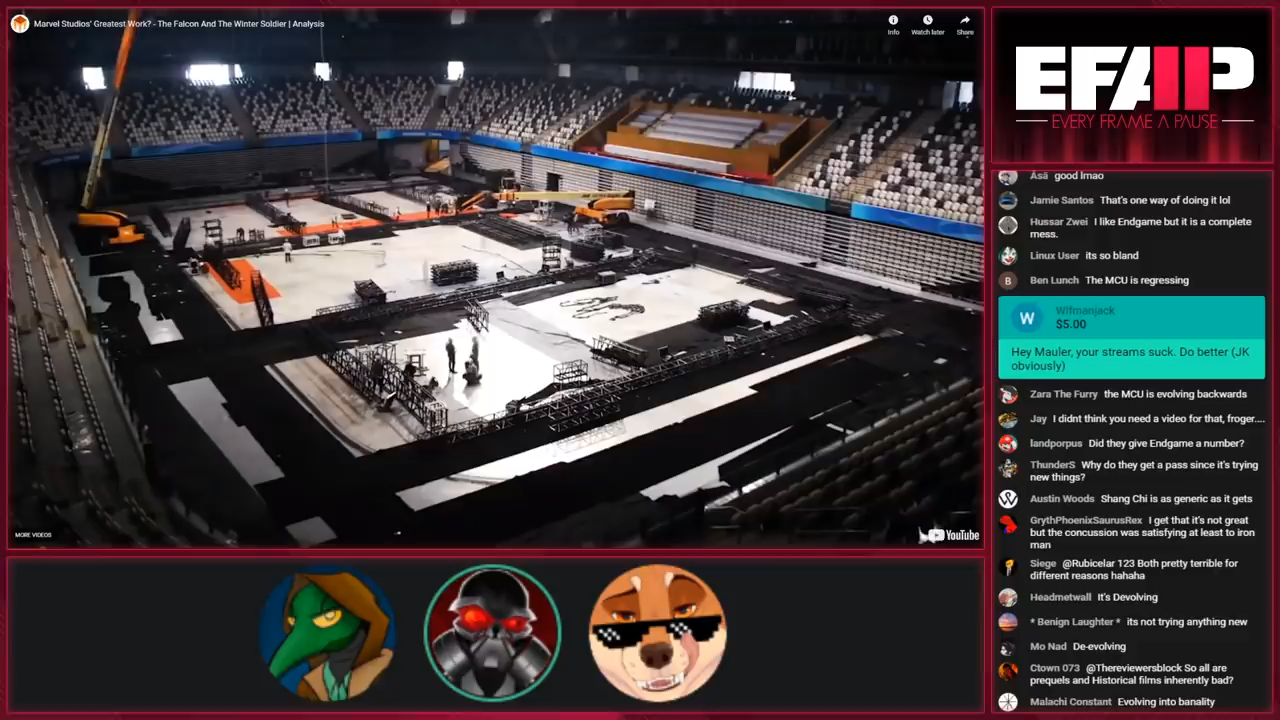 Marvel Studios' Greatest Work? - The Falcon And The Winter Soldier | Analysis
Info
Watch later
Share
MORE VIDEOS
YouTube
EFAP
EVERY FRAME A PAUSE
Asa good lmao
Jamie Santos That's one way of doing it lol
Hussar Zwei I like Endgame but it is a complete
mess.
Linux User its so bland
B
Ben Lunch The MCU is regressing
W
Wifmanjack
$5.00
Hey Mauler, your streams suck. Do better (JK
obviously)
Zara The Furry the MCU is evolving backwards
Jay I didnt think you need a video for that, froger....
landporpus Did they give Endgame a number?
ThunderS Why do they get a pass since it's trying
new things?
Austin Woods Shang Chi is as generic as it gets
GrythPhoenixSaurusRex I get that it's not great
but the concussion was satisfying at least to iron
man
Siege @Rubicelar 123 Both pretty terrible for
different reasons hahaha
Headmetwall It's Devolving
* Benign Laughter * its not trying anything new
Mo Nad De-evolving
Ctown 073 @Thereviewersblock So all are
prequels and Historical films inherently bad?
Malachi Constant Evolving into banality